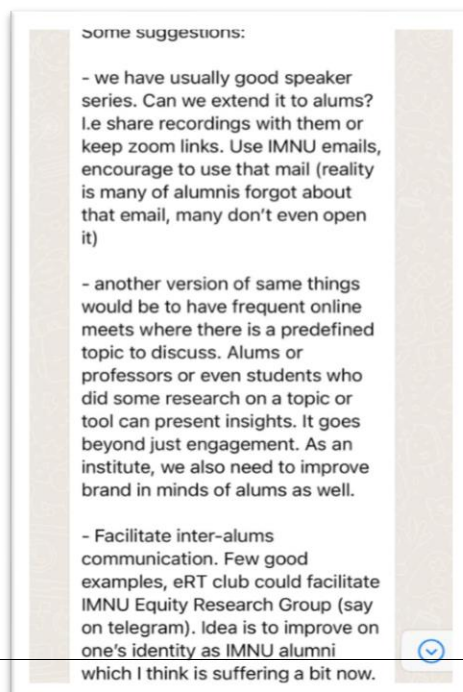 Some suggestions:
- we have usually good speaker
series. Can we extend it to alums?
I.e share recordings with them or
keep zoom links. Use IMNU emails,
encourage to use that mail (reality
is many of alumnis forgot about
that email, many don't even open
it)
- another version of same things
would be to have frequent online
meets where there is a predefined
topic to discuss. Alums or
professors or even students who
did some research on a topic or
tool can present insights. It goes
beyond just engagement. As an
institute, we also need to improve
brand in minds of alums as well.
- Facilitate inter-alums
communication. Few good
examples, eRT club could facilitate
IMNU Equity Research Group (say
on telegram). Idea is to improve on
one's identity as IMNU alumni
which I think is suffering a bit now.